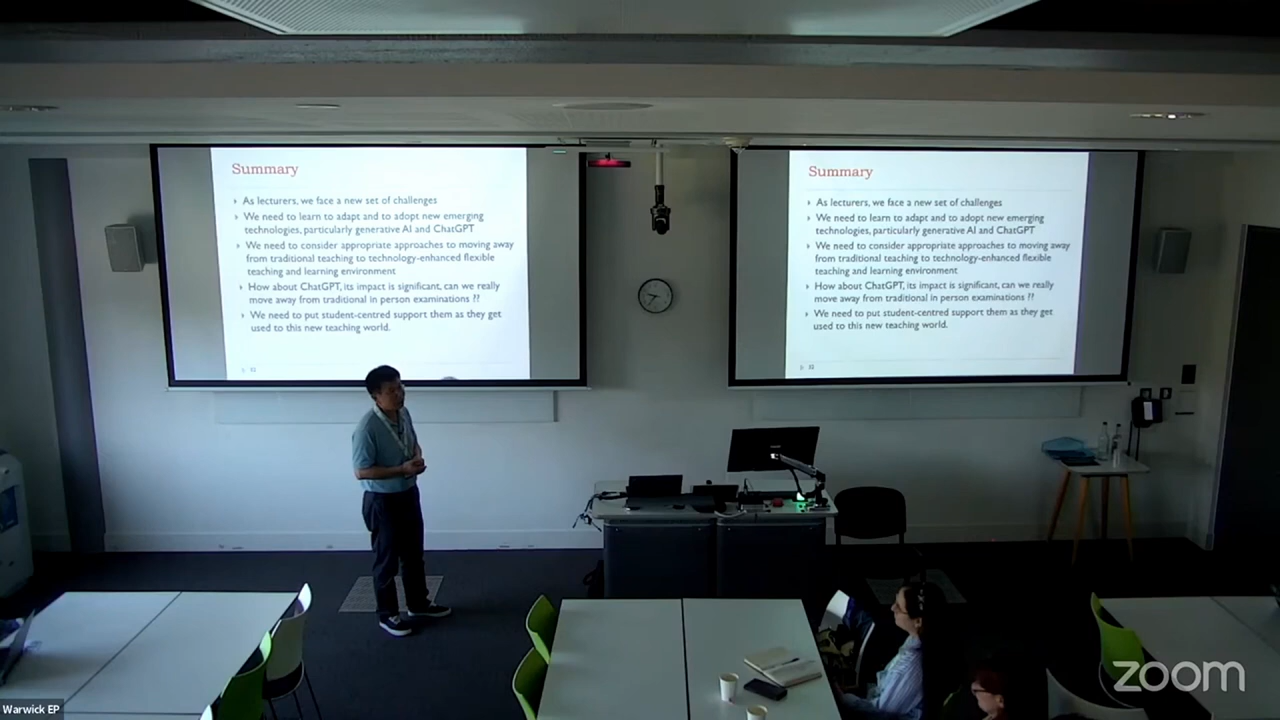 Summary
As lecturers, we face a new set of challenges
We need to learn to adapt and to adopt new emerging
technologies, particularly generative AI and ChatGPT
We need to consider appropriate approaches to moving away
from traditional teaching to technology-enhanced flexible
teaching and learning environment
How about ChatGPT, its impact is significant, can we really
move away from traditional in person examinations ??
We need to put student-centred support them as they get
used to this new teaching world.
Summary
As lecturers, we face a new set of challenges
We need to learn to adapt and to adopt new emerging
technologies, particularly generative AI and ChatGPT
We need to consider appropriate approaches to moving away
from traditional teaching to technology-enhanced flexible
teaching and learning environment
How about ChatGPT, its impact is significant, can we really
move away from traditional in person examinations ??
We need to put student-centred support them as they get
used to this new teaching world.
zoom
Warwick EP